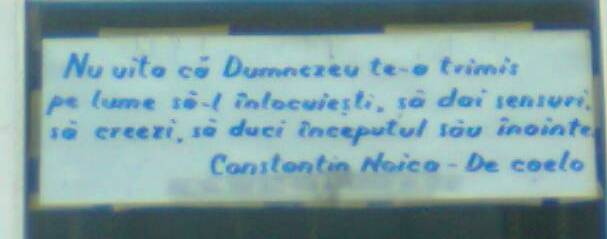 Nu uita că Dumnezeu te-a trimis
pe lume să-l înlocuiești, să dai sensuri,
să creezi, să duci începutul său înainte
Constantin Noica - De caelo